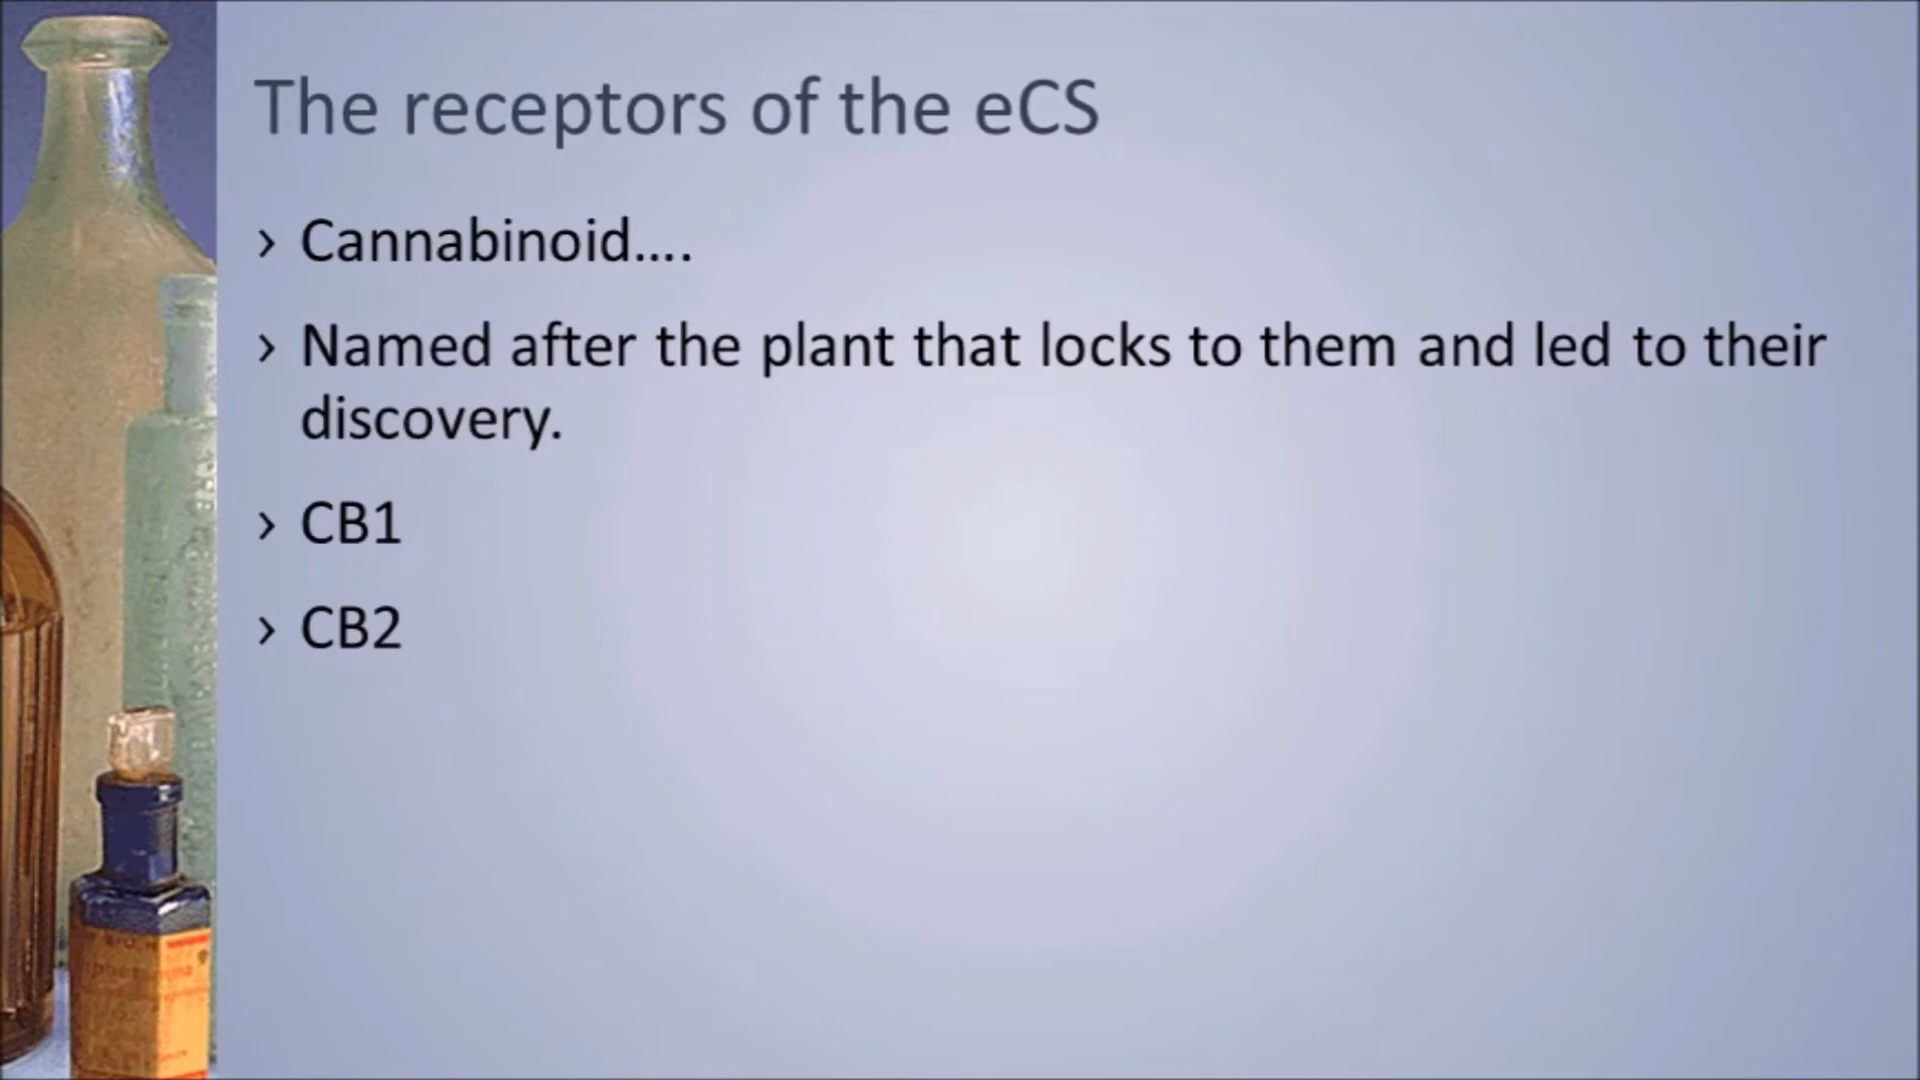 The receptors of the eCS
› Cannabinoid....
› Named after the plant that locks to them and led to their
discovery.
› CB1
› CB2